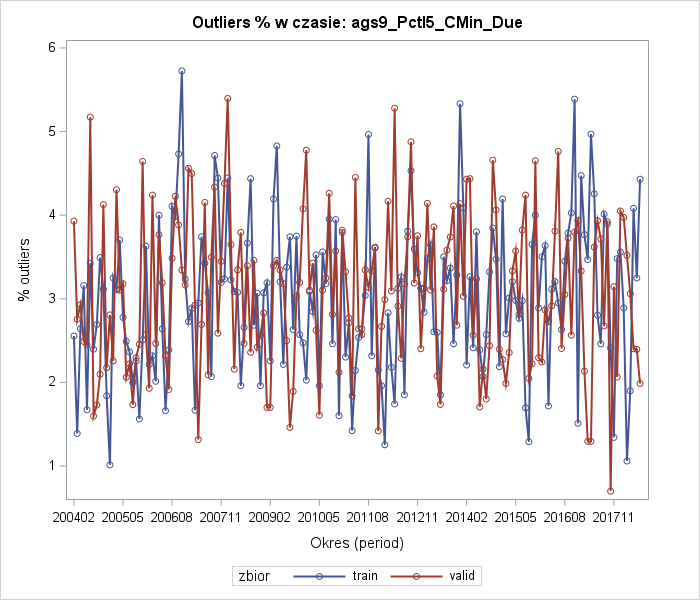 Outliers % w czasie: ags9_Pctl5_CMin_Due
% outliers
6
5
4
3
2
1
200402 200505 200608 200711 200902 201005 201108 201211 201402 201505 201608 201711
Okres (period)
zbior train valid